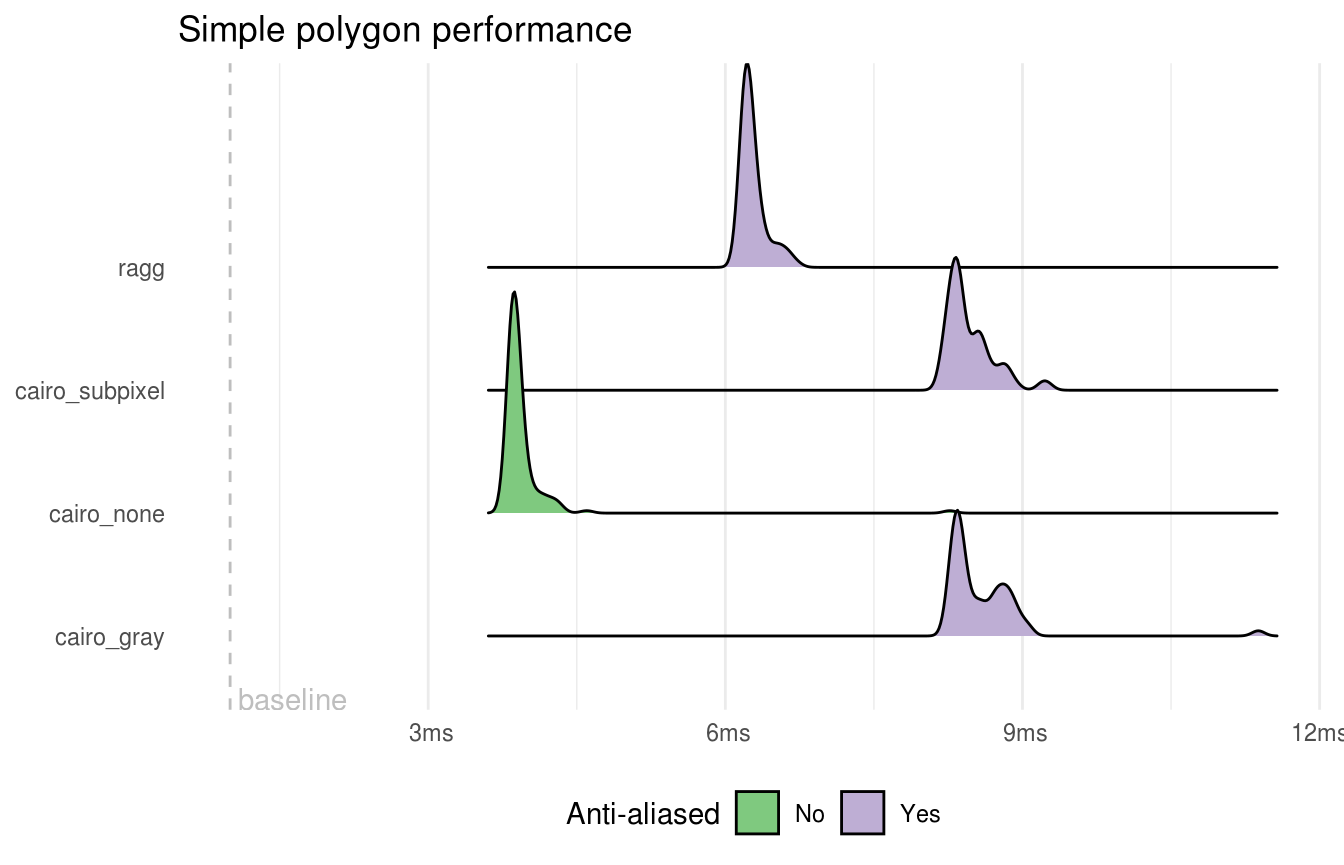 Simple polygon performance
ragg
cairo_subpixel
cairo_none
cairo_gray
baseline
3ms 6ms 9ms 12ms
Anti-aliased No Yes